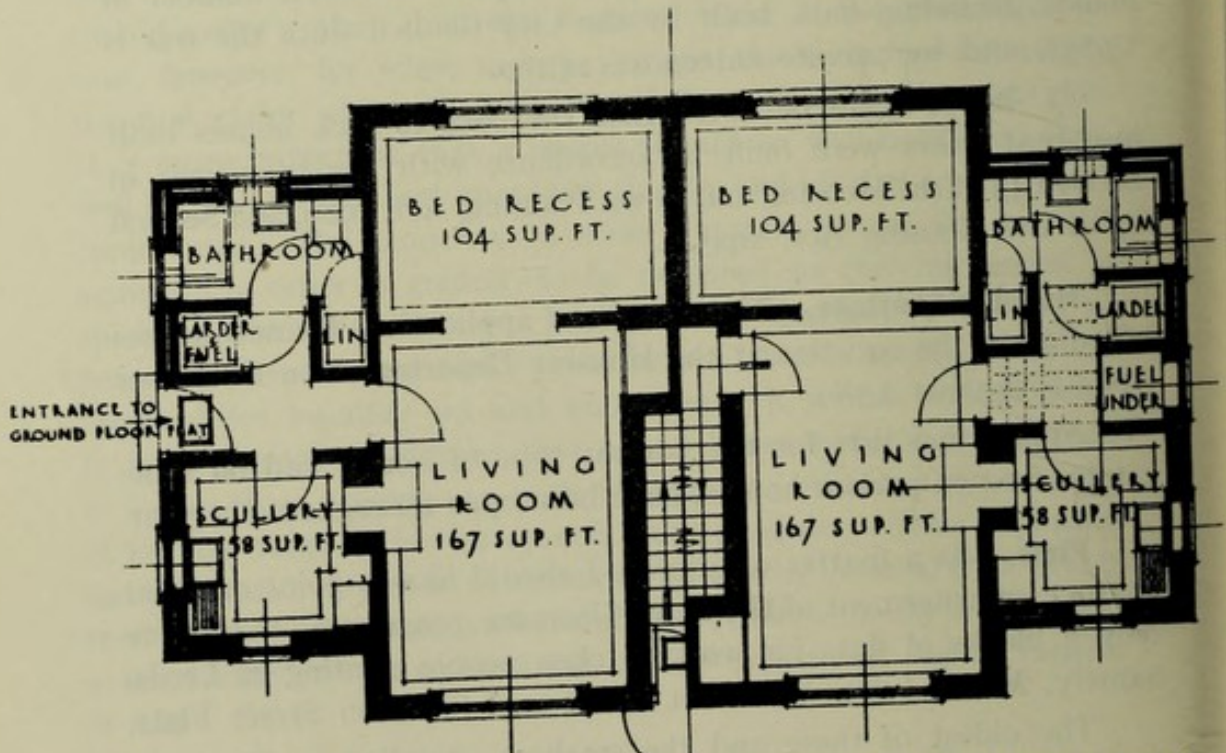 BED RECESS
104 SUP. FT.
BED RECESS
104 SUP. FT.
BATHROOM
BATHROOM
LARDER
& FUEL
LIN
LIN
LARDER
FUEL
UNDER
ENTRANCE TO
GROUND FLOOR FLAT
LIVING
ROOM
167 SUP. FT.
LIVING
ROOM
167 SUP. FT.
SCULLERY
58 SUP. FT.
SCULLERY
58 SUP. FT.